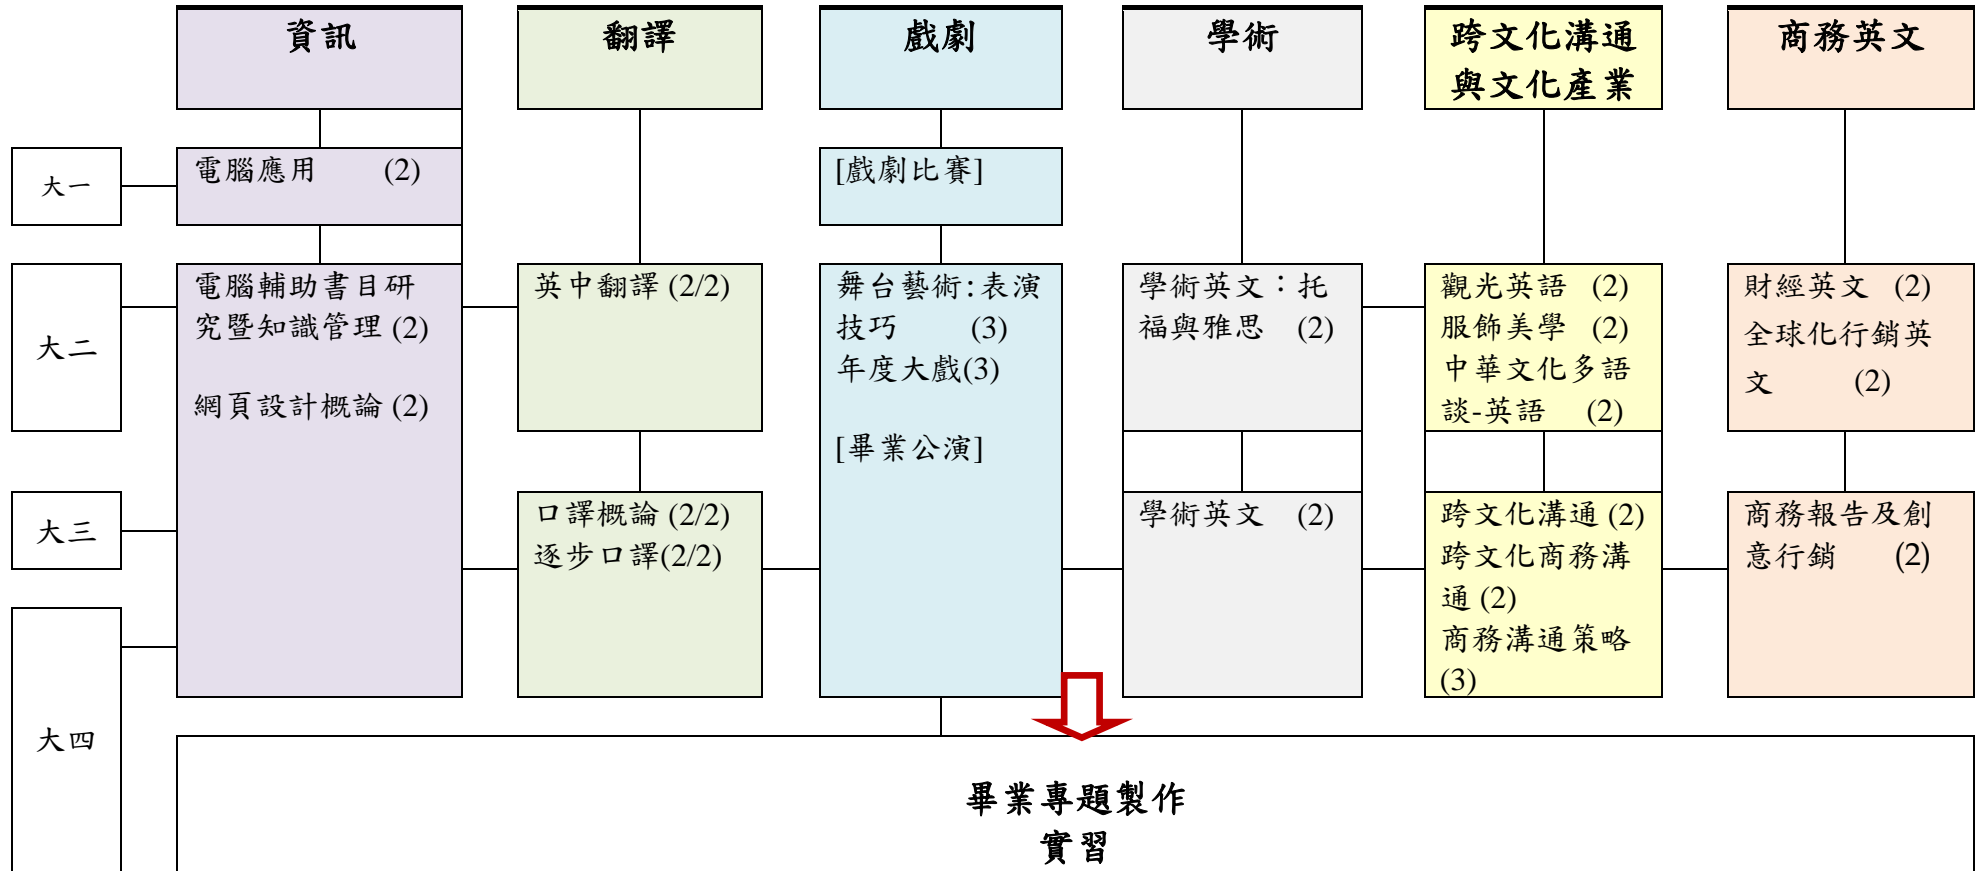 資訊
翻譯
戲劇
學術
跨文化溝通
與文化產業
商務英文
大一
電腦應用 (2)
[戲劇比賽]
大二
電腦輔助書目研
究暨知識管理 (2)
網頁設計概論 (2)
英中翻譯 (2/2)
舞台藝術:表演
技巧 (3)
年度大戲(3)
[畢業公演]
學術英文：托
福與雅思 (2)
觀光英語 (2)
服飾美學 (2)
中華文化多語
談-英語 (2)
財經英文 (2)
全球化行銷英
文 (2)
大三
口譯概論 (2/2)
逐步口譯(2/2)
學術英文 (2)
跨文化溝通 (2)
跨文化商務溝
通 (2)
商務溝通策略
(3)
商務報告及創
意行銷 (2)
大四
畢業專題製作
實習